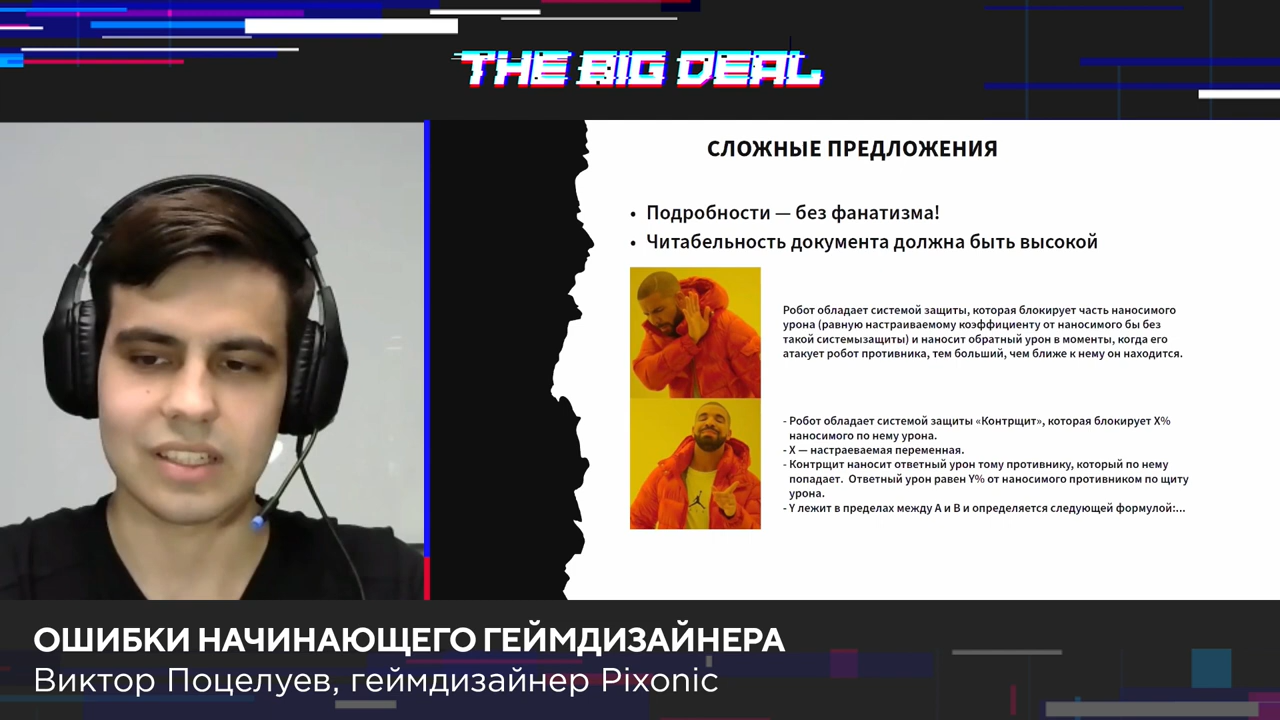 THE BIG DEAL
СЛОЖНЫЕ ПРЕДЛОЖЕНИЯ
• Подробности — без фанатизма!
• Читабельность документа должна быть высокой
Робот обладает системой защиты, которая блокирует часть наносимого
урона (равную настраиваемому коэффициенту от наносимого бы без
такой системызащиты) и наносит обратный урон в моменты, когда его
атакует робот противника, тем больший, чем ближе к нему он находится.
- Робот обладает системой защиты «Контрщит», которая блокирует X%
наносимого по нему урона.
- X — настраеваемая переменная.
- Контрщит наносит ответный урон тому противнику, который по нему
попадает. Ответный урон равен Y% от наносимого противником по щиту
урона.
- Y лежит в пределах между A и B и определяется следующей формулой:...
ОШИБКИ НАЧИНАЮЩЕГО ГЕЙМДИЗАЙНЕРА
Виктор Поцелуев, геймдизайнер Pixonic